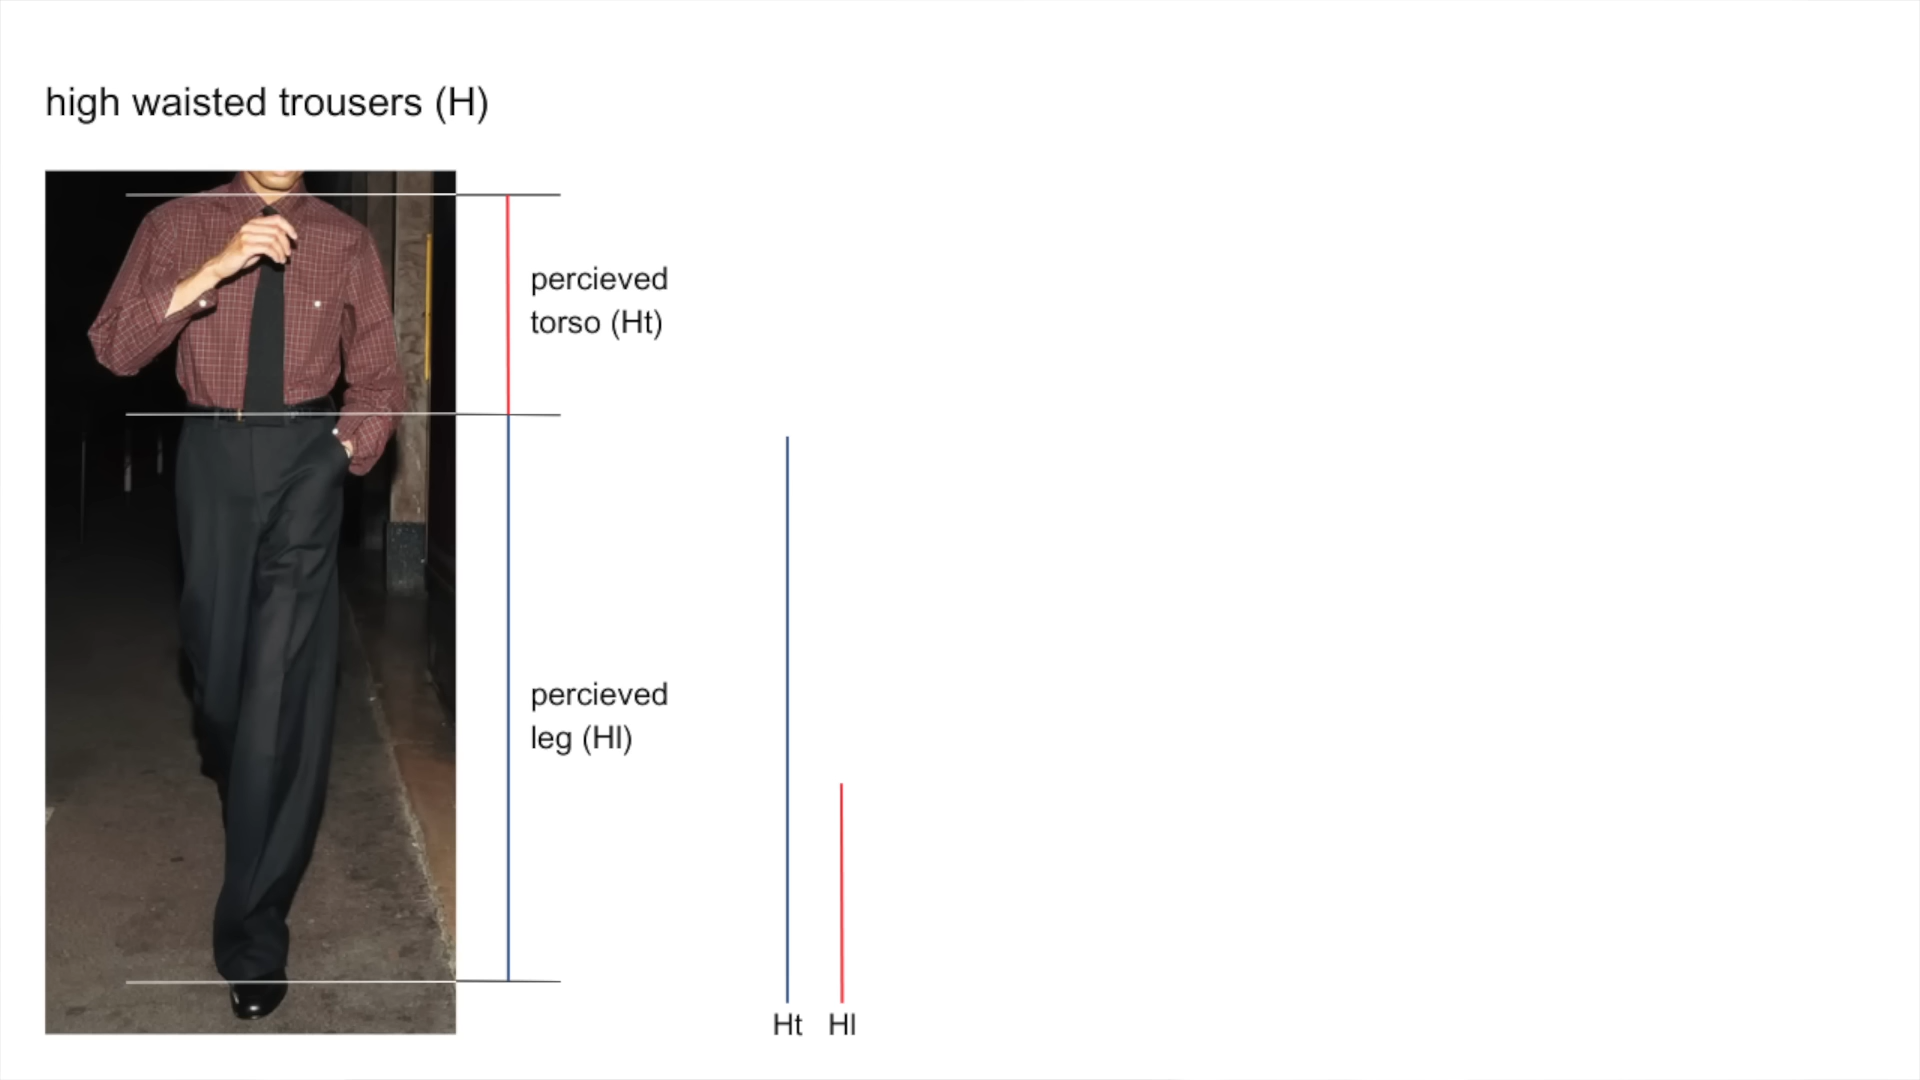 high waisted trousers (H)
percieved
torso (Ht)
percieved
leg (Hl)
Ht Hl